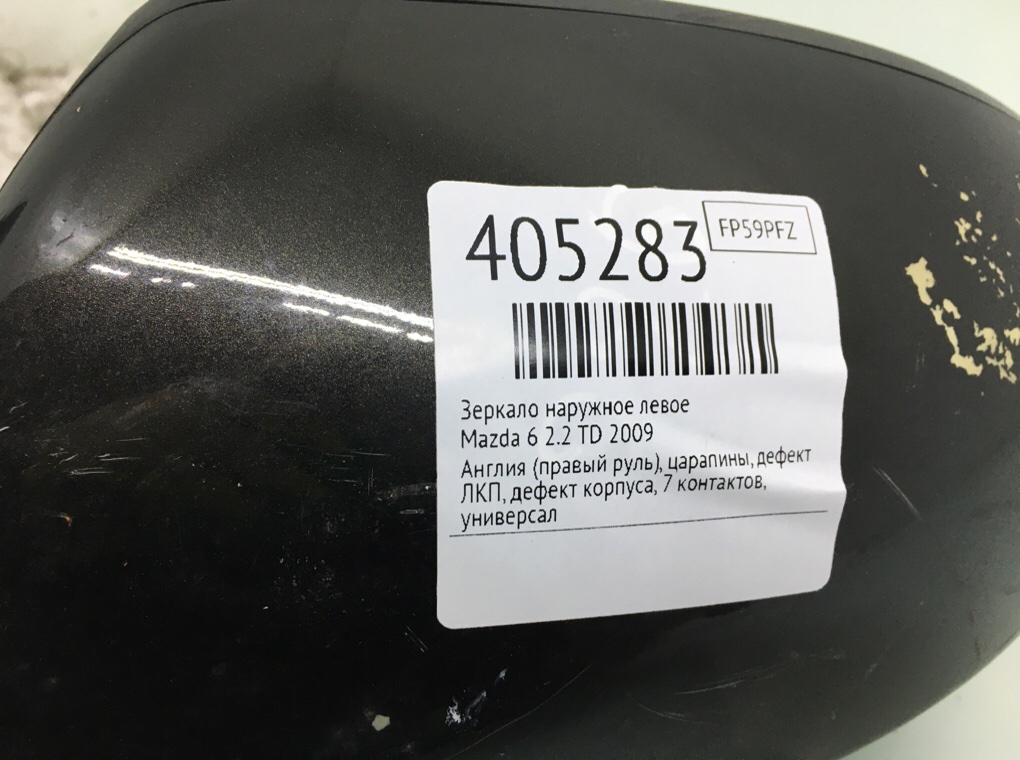 405283
FP59PFZ
Зеркало наружное левое
Mazda 6 2.2 TD 2009
Англия (правый руль), царапины, дефект
ЛКП, дефект корпуса, 7 контактов,
универсал